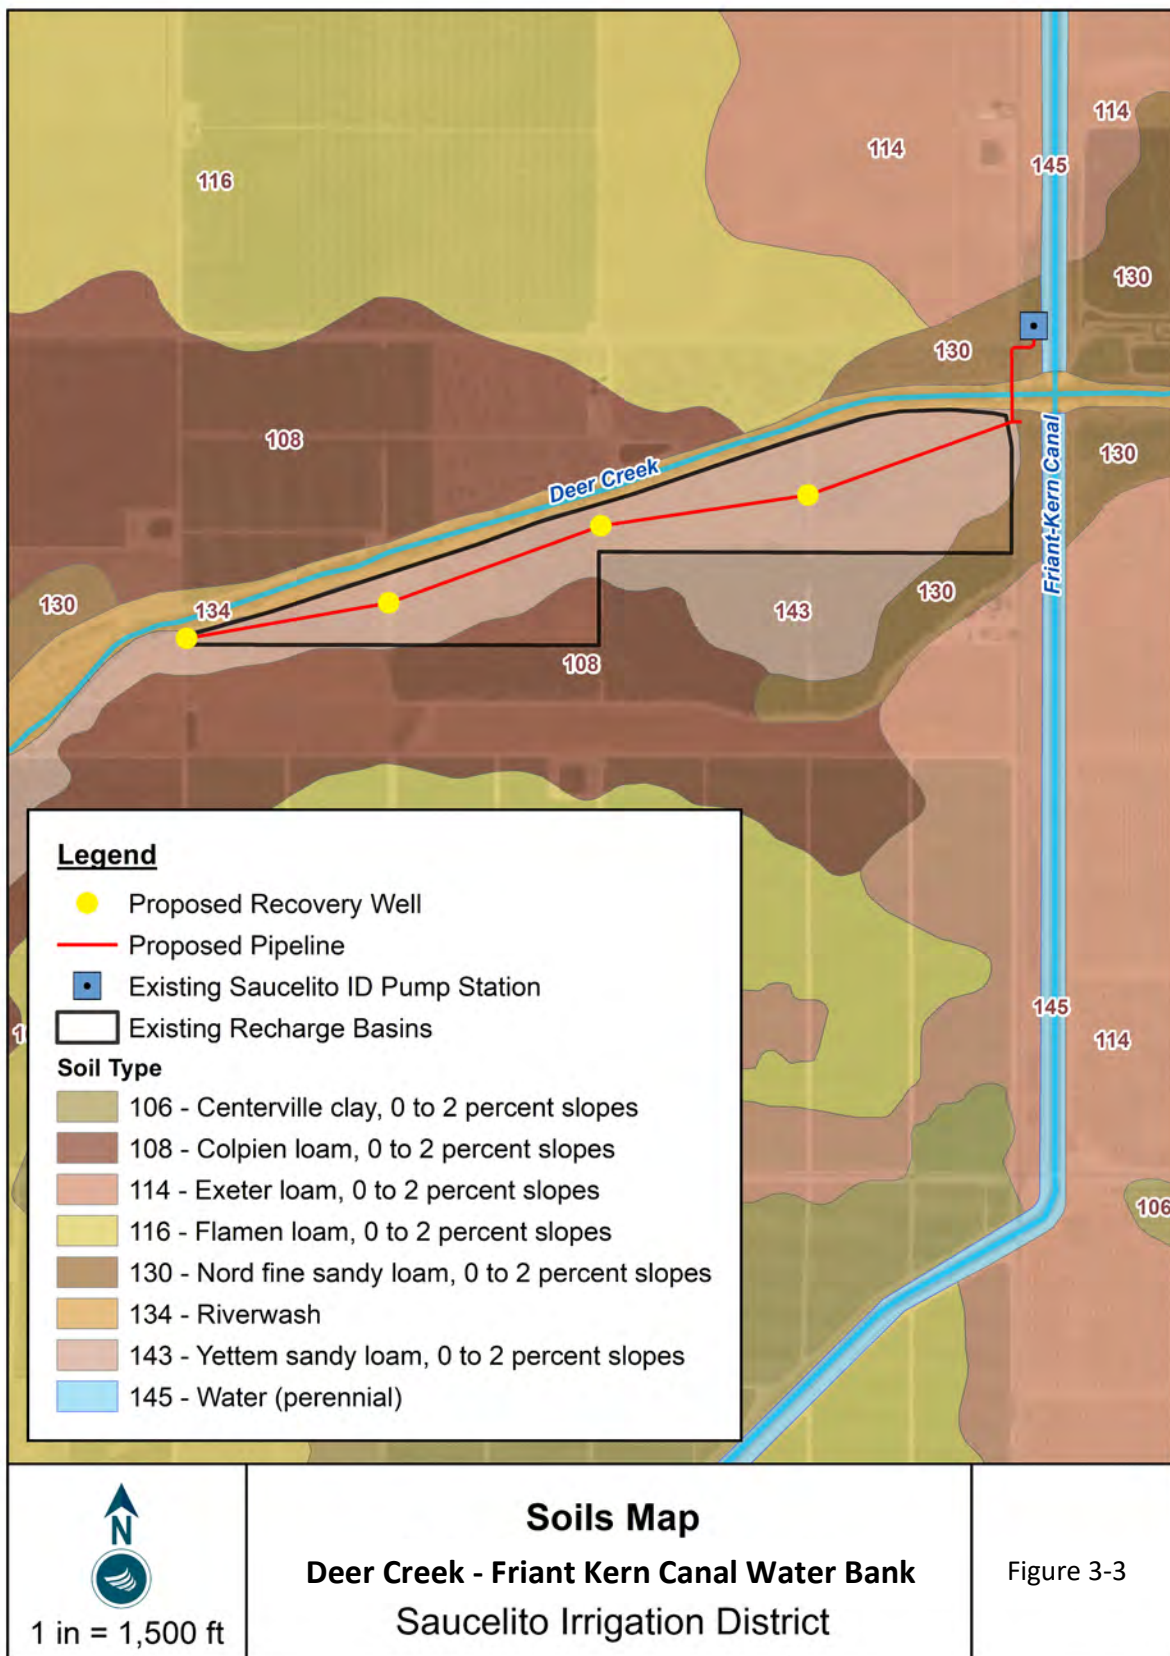 114
114
145
116
130
130
108
Deer Creek
Friant-Kern Canal
130
130
134
143
130
108
Legend
Proposed Recovery Well
Proposed Pipeline
Existing Saucelito ID Pump Station
Existing Recharge Basins
Soil Type
106 - Centerville clay, 0 to 2 percent slopes
108 - Colpien loam, 0 to 2 percent slopes
114 - Exeter loam, 0 to 2 percent slopes
116 - Flamen loam, 0 to 2 percent slopes
130 - Nord fine sandy loam, 0 to 2 percent slopes
134 - Riverwash
143 - Yettem sandy loam, 0 to 2 percent slopes
145 - Water (perennial)
145
114
106
N
1 in = 1,500 ft
Soils Map
Deer Creek - Friant Kern Canal Water Bank
Saucelito Irrigation District
Figure 3-3